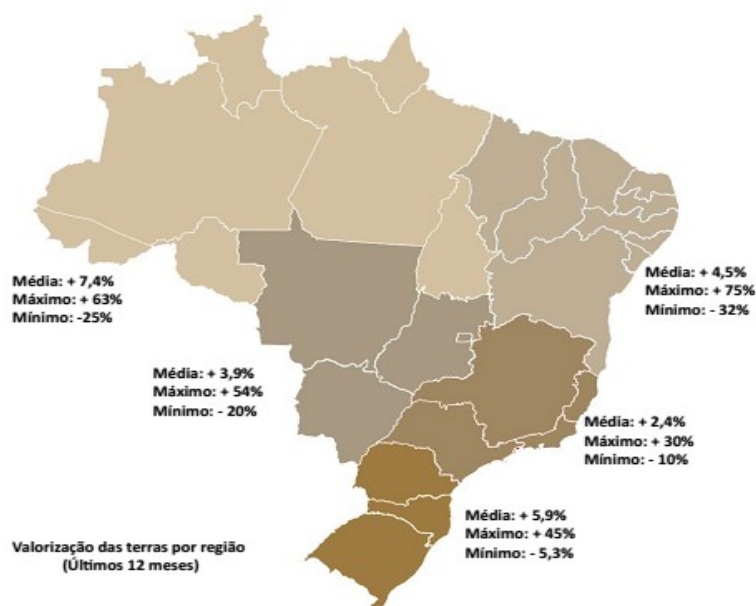 Média: + 7,4%
Máximo: + 63%
Mínimo: -25%
Média: + 4,5%
Máximo: + 75%
Mínimo: - 32%
Média: + 3,9%
Máximo: + 54%
Mínimo: - 20%
Média: + 2,4%
Máximo: + 30%
Mínimo: - 10%
Média: + 5,9%
Máximo: + 45%
Mínimo: - 5,3%
Valorização das terras por região
(Últimos 12 meses)